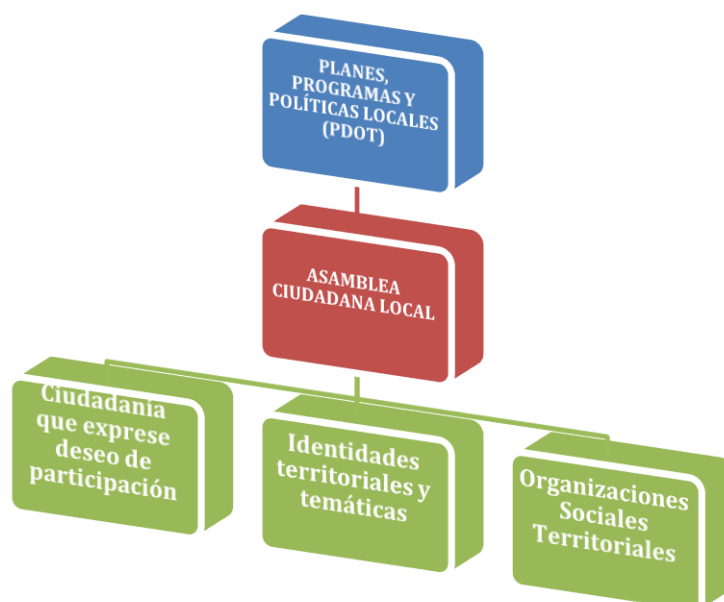 PLANES,
PROGRAMAS Y
POLÍTICAS LOCALES
(PDOT)
ASAMBLEA
CIUDADANA LOCAL
Ciudadanía
que exprese
deseo de
participación
Identidades
territoriales y
temáticas
Organizaciones
Sociales
Territoriales